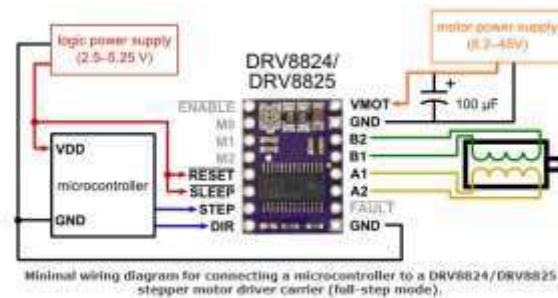 logic power supply
(2.5–5.25 V)
motor power supply
(8.2–45V)
DRV8824/
DRV8825
ENABLE
M0
M1
M2
RESET
SLEEP
STEP
DIR
VMOT
GND
B2
B1
A1
A2
FAULT
GND
+
100 µF
VDD
microcontroller
GND
Minimal wiring diagram for connecting a microcontroller to a DRV8824/DRV8825
stepper motor driver carrier (full-step mode).